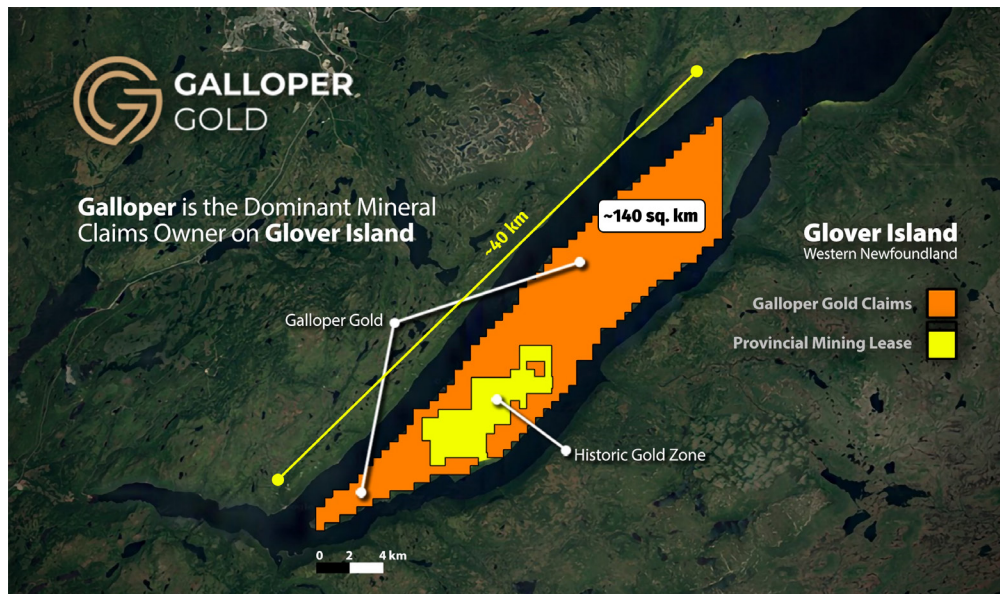 GALLOPER
GOLD
Galloper is the Dominant Mineral
Claims Owner on Glover Island
~40 km
~140 sq. km
Glover Island
Western Newfoundland
Galloper Gold Claims
Provincial Mining Lease
Galloper Gold
Historic Gold Zone
0 2 4 km